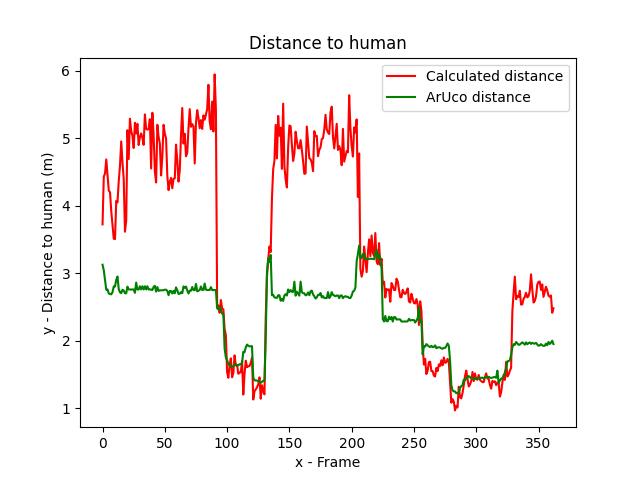 Distance to human
Calculated distance
ArUco distance
y - Distance to human (m)
6
5
4
3
2
1
0 50 100 150 200 250 300 350
x - Frame